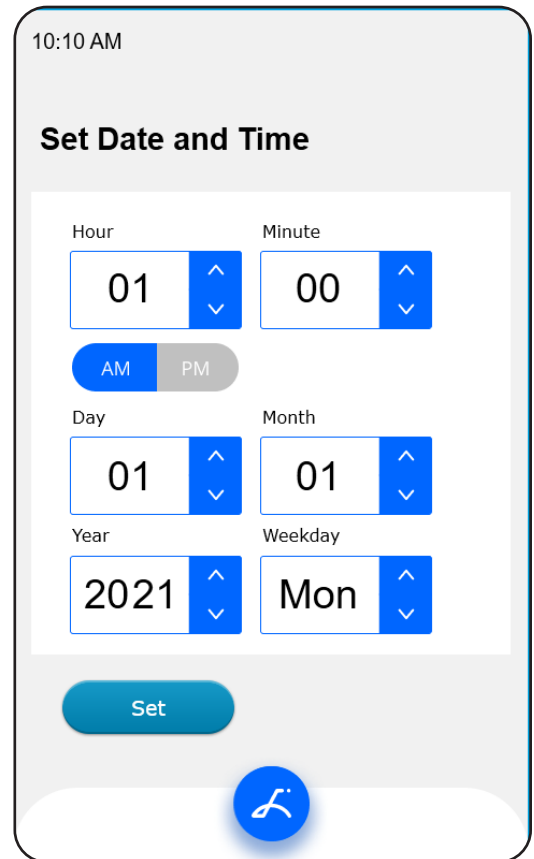 10:10 AM
Set Date and Time
Hour Minute
01 00
AM PM
Day Month
01 01
Year Weekday
2021 Mon
Set